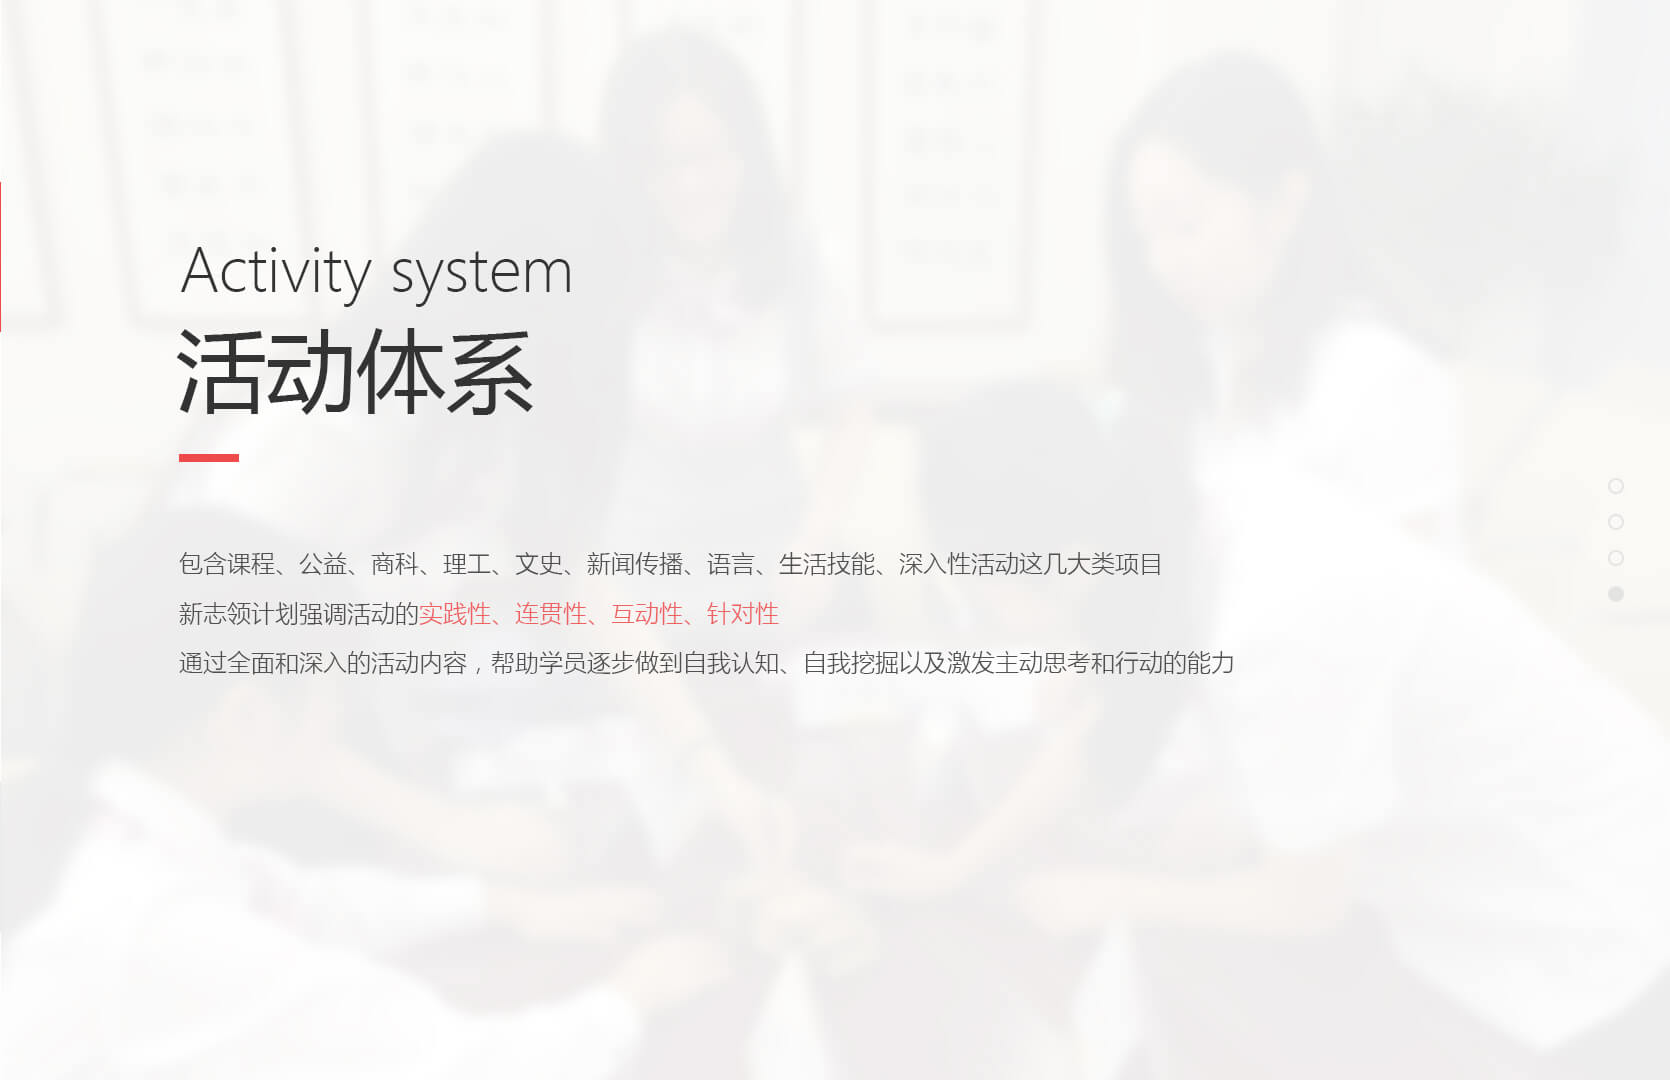 Activity system
活动体系
包含课程、公益、商科、理工、文史、新闻传播、语言、生活技能、深入性活动这几大类项目
新志领计划强调活动的实践性、连贯性、互动性、针对性
通过全面和深入的活动内容，帮助学员逐步做到自我认知、自我挖掘以及激发主动思考和行动的能力